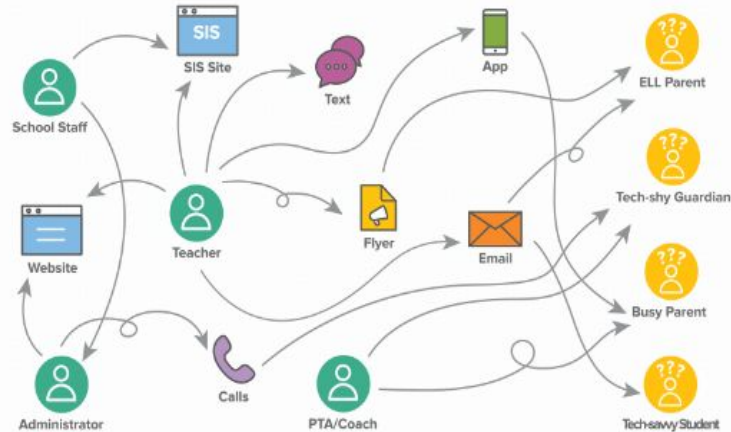 SIS
SIS Site
Text
App
???
ELL Parent
School Staff
???
Tech-shy Guardian
Website
Teacher
Flyer
Email
???
Busy Parent
Administrator
Calls
PTA/Coach
???
Tech-savvy Student